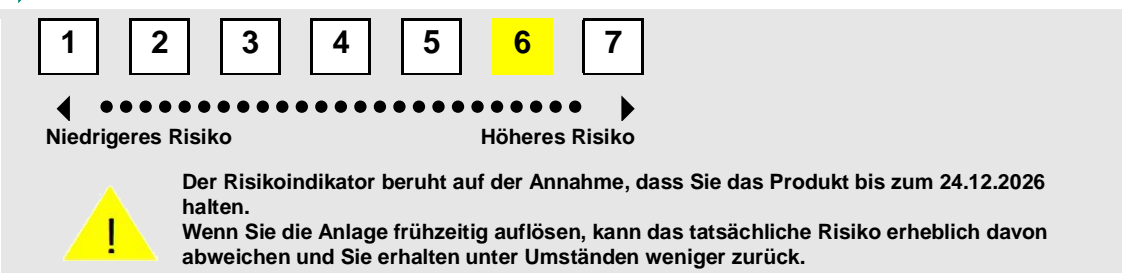 1 2 3 4 5 6 7
Niedrigeres Risiko Höheres Risiko
Der Risikoindikator beruht auf der Annahme, dass Sie das Produkt bis zum 24.12.2026
halten.
Wenn Sie die Anlage frühzeitig auflösen, kann das tatsächliche Risiko erheblich davon
abweichen und Sie erhalten unter Umständen weniger zurück.
!